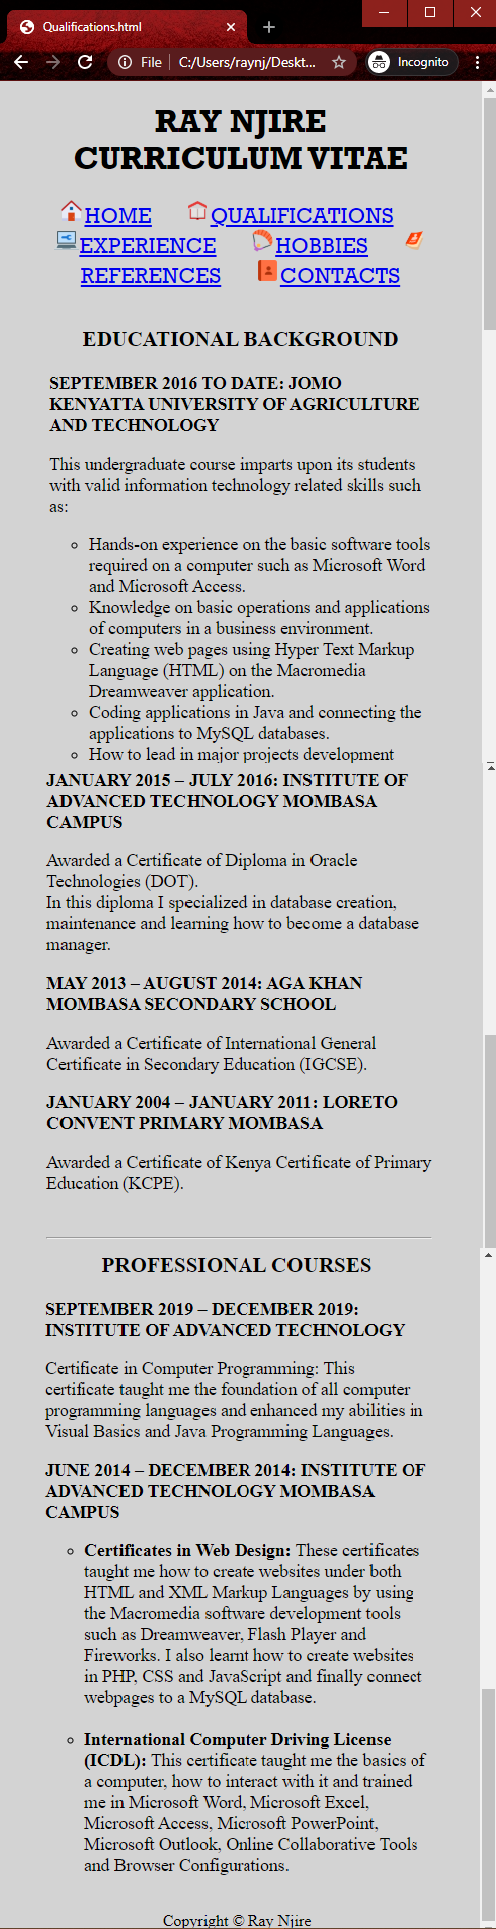 Qualifications.html
File C:/Users/raynj/Deskt... Incognito
RAY NJIRE
CURRICULUM VITAE
HOME QUALIFICATIONS
EXPERIENCE HOBBIES
REFERENCES CONTACTS
EDUCATIONAL BACKGROUND
SEPTEMBER 2016 TO DATE: JOMO
KENYATTA UNIVERSITY OF AGRICULTURE
AND TECHNOLOGY
This undergraduate course imparts upon its students
with valid information technology related skills such
as:
Hands-on experience on the basic software tools
required on a computer such as Microsoft Word
and Microsoft Access.
Knowledge on basic operations and applications
of computers in a business environment.
Creating web pages using Hyper Text Markup
Language (HTML) on the Macromedia
Dreamweaver application.
Coding applications in Java and connecting the
applications to MySQL databases.
How to lead in major projects development
JANUARY 2015 – JULY 2016: INSTITUTE OF
ADVANCED TECHNOLOGY MOMBASA
CAMPUS
Awarded a Certificate of Diploma in Oracle
Technologies (DOT).
In this diploma I specialized in database creation,
maintenance and learning how to become a database
manager.
MAY 2013 – AUGUST 2014: AGA KHAN
MOMBASA SECONDARY SCHOOL
Awarded a Certificate of International General
Certificate in Secondary Education (IGCSE).
JANUARY 2004 – JANUARY 2011: LORETO
CONVENT PRIMARY MOMBASA
Awarded a Certificate of Kenya Certificate of Primary
Education (KCPE).
PROFESSIONAL COURSES
SEPTEMBER 2019 – DECEMBER 2019:
INSTITUTE OF ADVANCED TECHNOLOGY
Certificate in Computer Programming: This
certificate taught me the foundation of all computer
programming languages and enhanced my abilities in
Visual Basics and Java Programming Languages.
JUNE 2014 – DECEMBER 2014: INSTITUTE OF
ADVANCED TECHNOLOGY MOMBASA
CAMPUS
Certificates in Web Design: These certificates
taught me how to create websites under both
HTML and XML Markup Languages by using
the Macromedia software development tools
such as Dreamweaver, Flash Player and
Fireworks. I also learnt how to create websites
in PHP, CSS and JavaScript and finally connect
webpages to a MySQL database.
International Computer Driving License
(ICDL): This certificate taught me the basics of
a computer, how to interact with it and trained
me in Microsoft Word, Microsoft Excel,
Microsoft Access, Microsoft PowerPoint,
Microsoft Outlook, Online Collaborative Tools
and Browser Configurations.
Copyright © Ray Njire